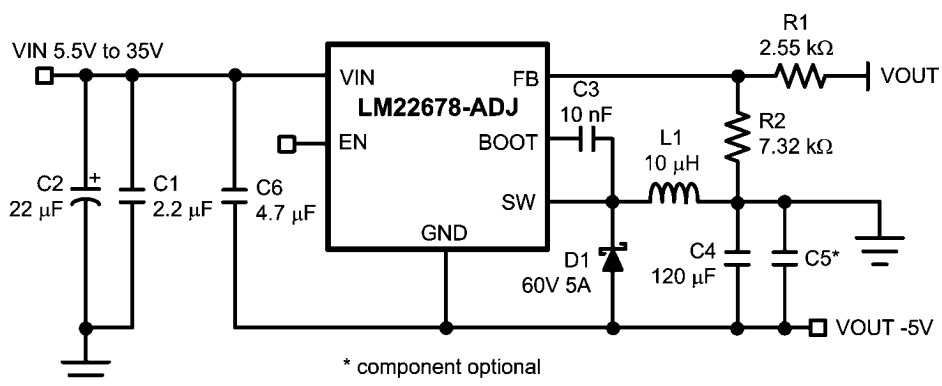 VIN 5.5V to 35V
VIN
FB
R1
2.55 kΩ
VOUT
LM22678-ADJ
C3
10 nF
EN
BOOT
R2
7.32 kΩ
L1
10 μH
C2
+
22 μF
C1
2.2 μF
C6
4.7 μF
SW
GND
D1
60V 5A
C4
120 μF
C5*
VOUT -5V
* component optional